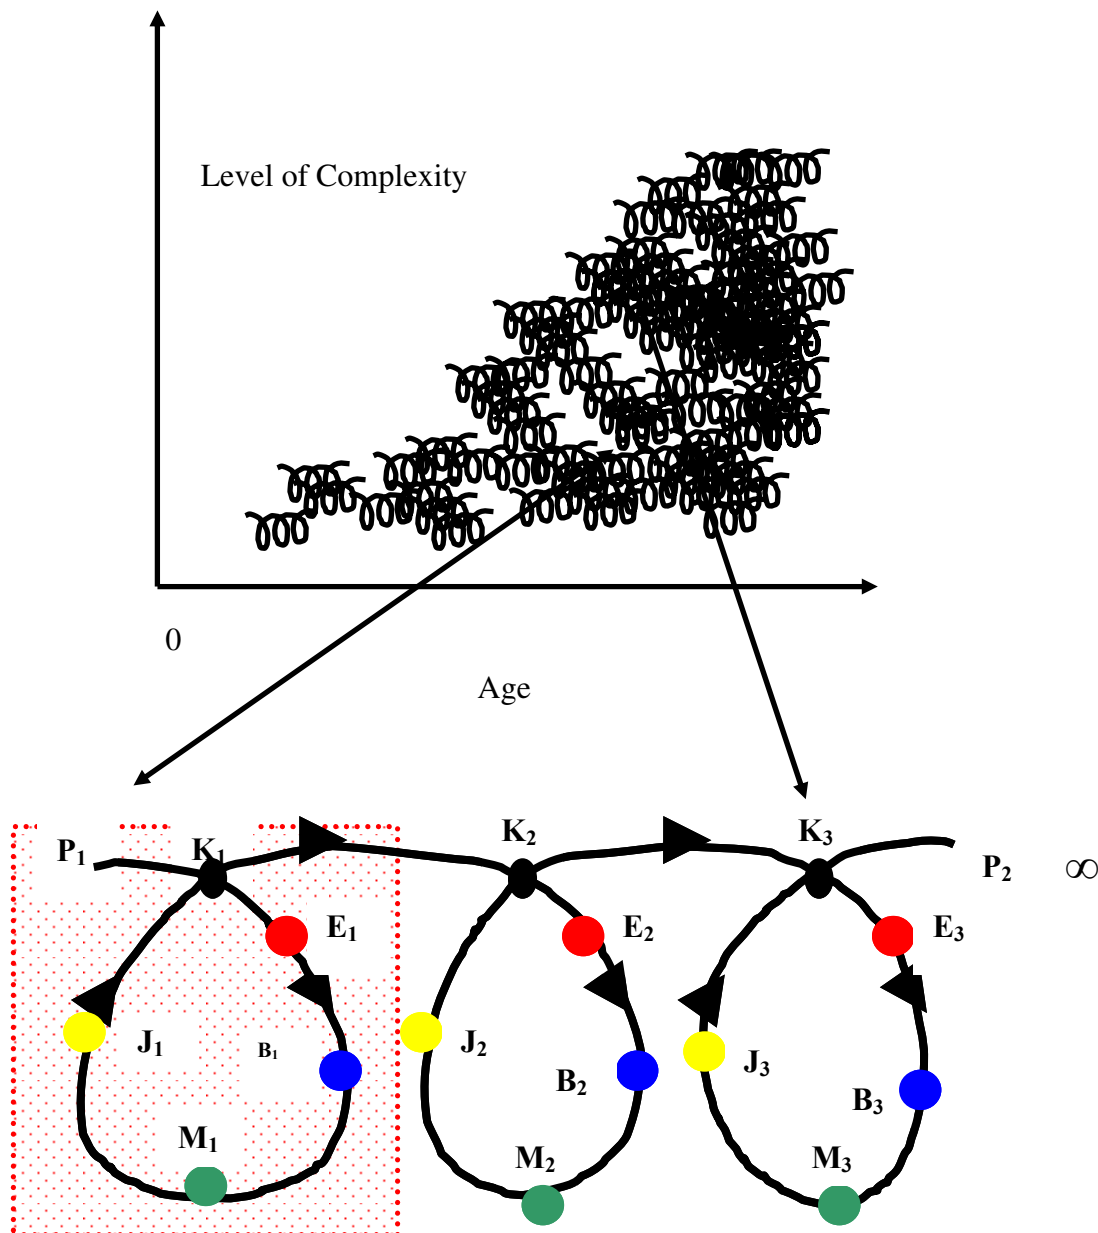 Level of Complexity
0
Age
P₁ K₁ K₂ K₃ P₂ ∞
E₁ E₂ E₃
J₁ B₁ J₂ B₂ J₃ B₃
M₁ M₂ M₃